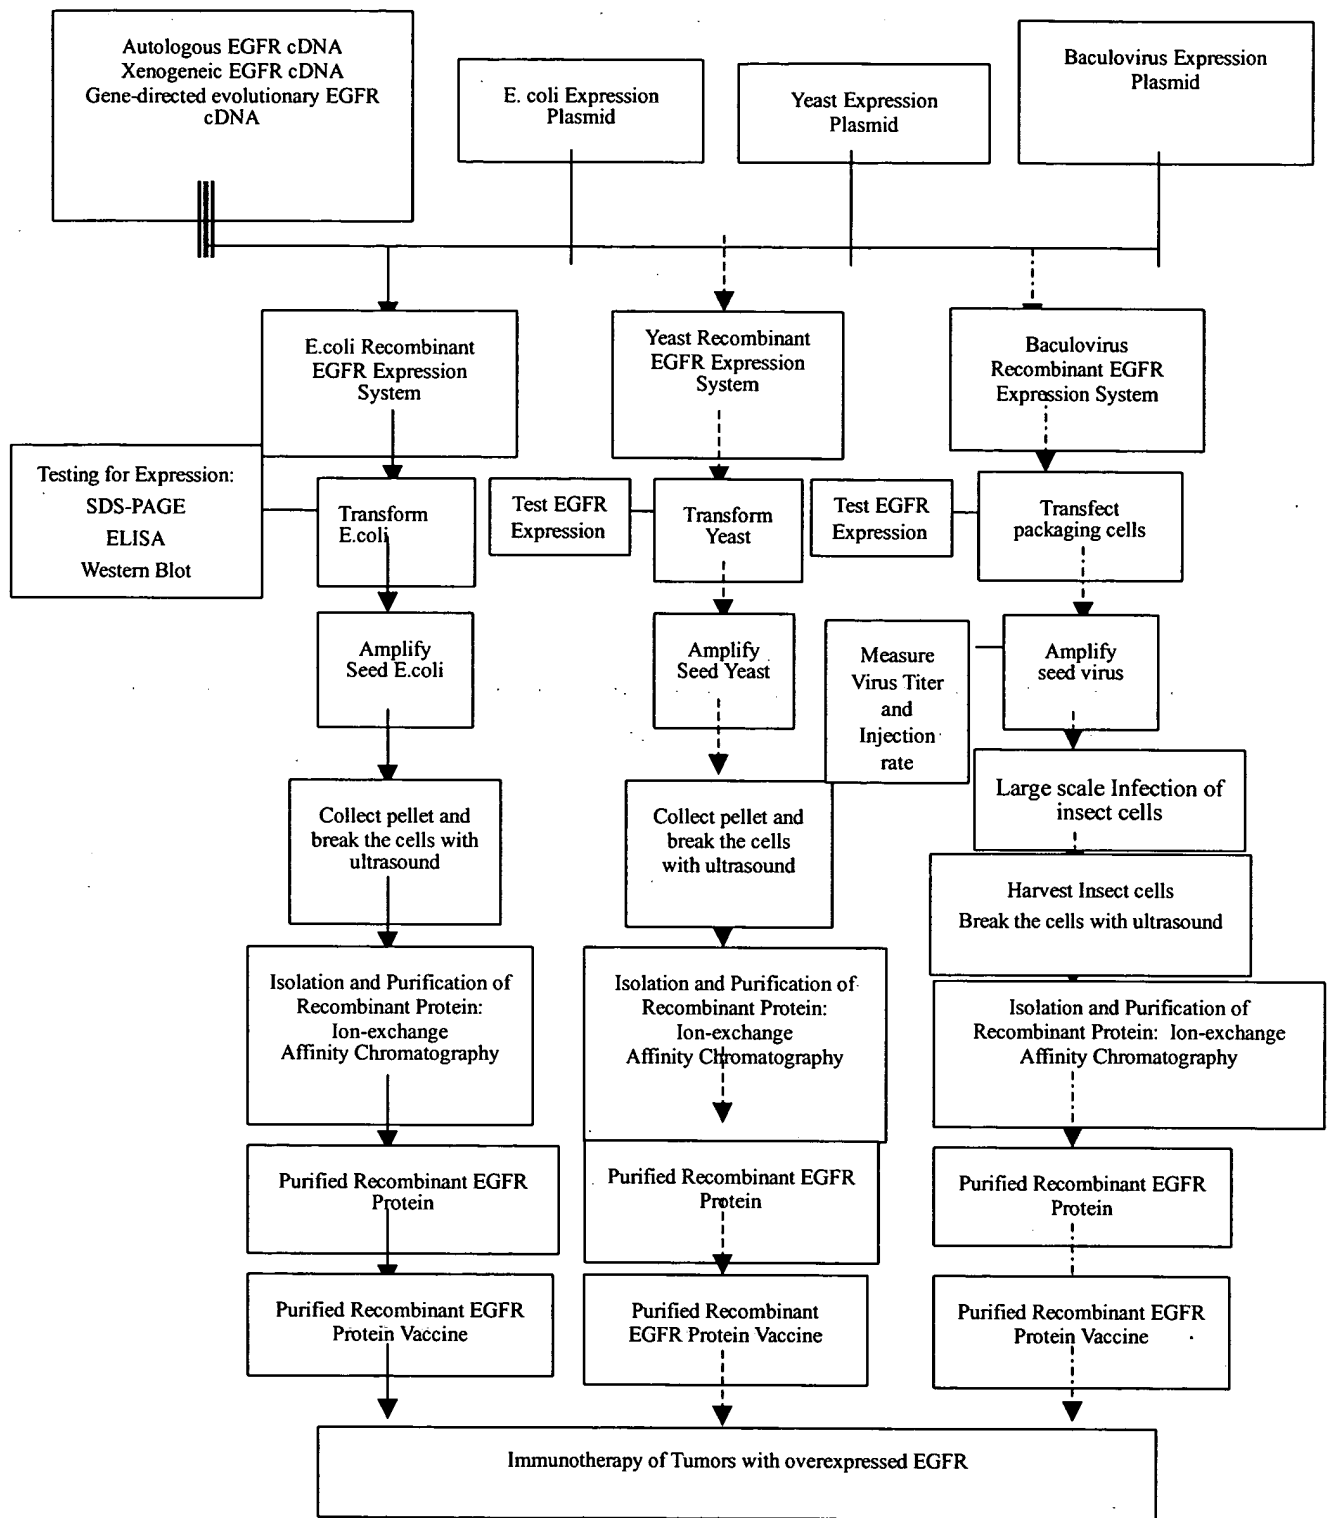 Autologous EGFR cDNA
Xenogeneic EGFR cDNA
Gene-directed evolutionary EGFR
cDNA
E. coli Expression
Plasmid
Yeast Expression
Plasmid
Baculovirus Expression
Plasmid
E.coli Recombinant
EGFR Expression
System
Yeast Recombinant
EGFR Expression
System
Baculovirus
Recombinant EGFR
Expression System
Testing for Expression:
SDS-PAGE
ELISA
Western Blot
Transform
E.coli
Test EGFR
Expression
Transform
Yeast
Test EGFR
Expression
Transfect
packaging cells
Amplify
Seed E.coli
Amplify
Seed Yeast
Measure
Virus Titer
and
Injection
rate
Amplify
seed virus
Large scale Infection of
insect cells
Collect pellet and
break the cells with
ultrasound
Collect pellet and
break the cells
with ultrasound
Harvest Insect cells
Break the cells with ultrasound
Isolation and Purification of
Recombinant Protein:
Ion-exchange
Affinity Chromatography
Isolation and Purification of
Recombinant Protein:
Ion-exchange
Affinity Chromatography
Isolation and Purification of
Recombinant Protein: Ion-exchange
Affinity Chromatography
Purified Recombinant EGFR
Protein
Purified Recombinant EGFR
Protein
Purified Recombinant EGFR
Protein
Purified Recombinant EGFR
Protein Vaccine
Purified Recombinant
EGFR Protein Vaccine
Purified Recombinant EGFR
Protein Vaccine
Immunotherapy of Tumors with overexpressed EGFR